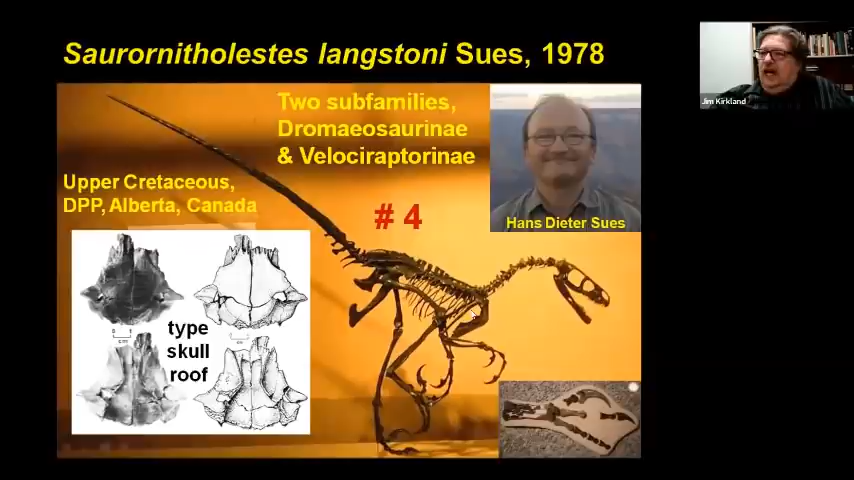 Saurornitholestes langstoni Sues, 1978
Two subfamilies,
Dromaeosaurinae
& Velociraptorinae
Upper Cretaceous,
DPP, Alberta, Canada
# 4
Hans Dieter Sues
type
skull
roof
Jim Kirkland